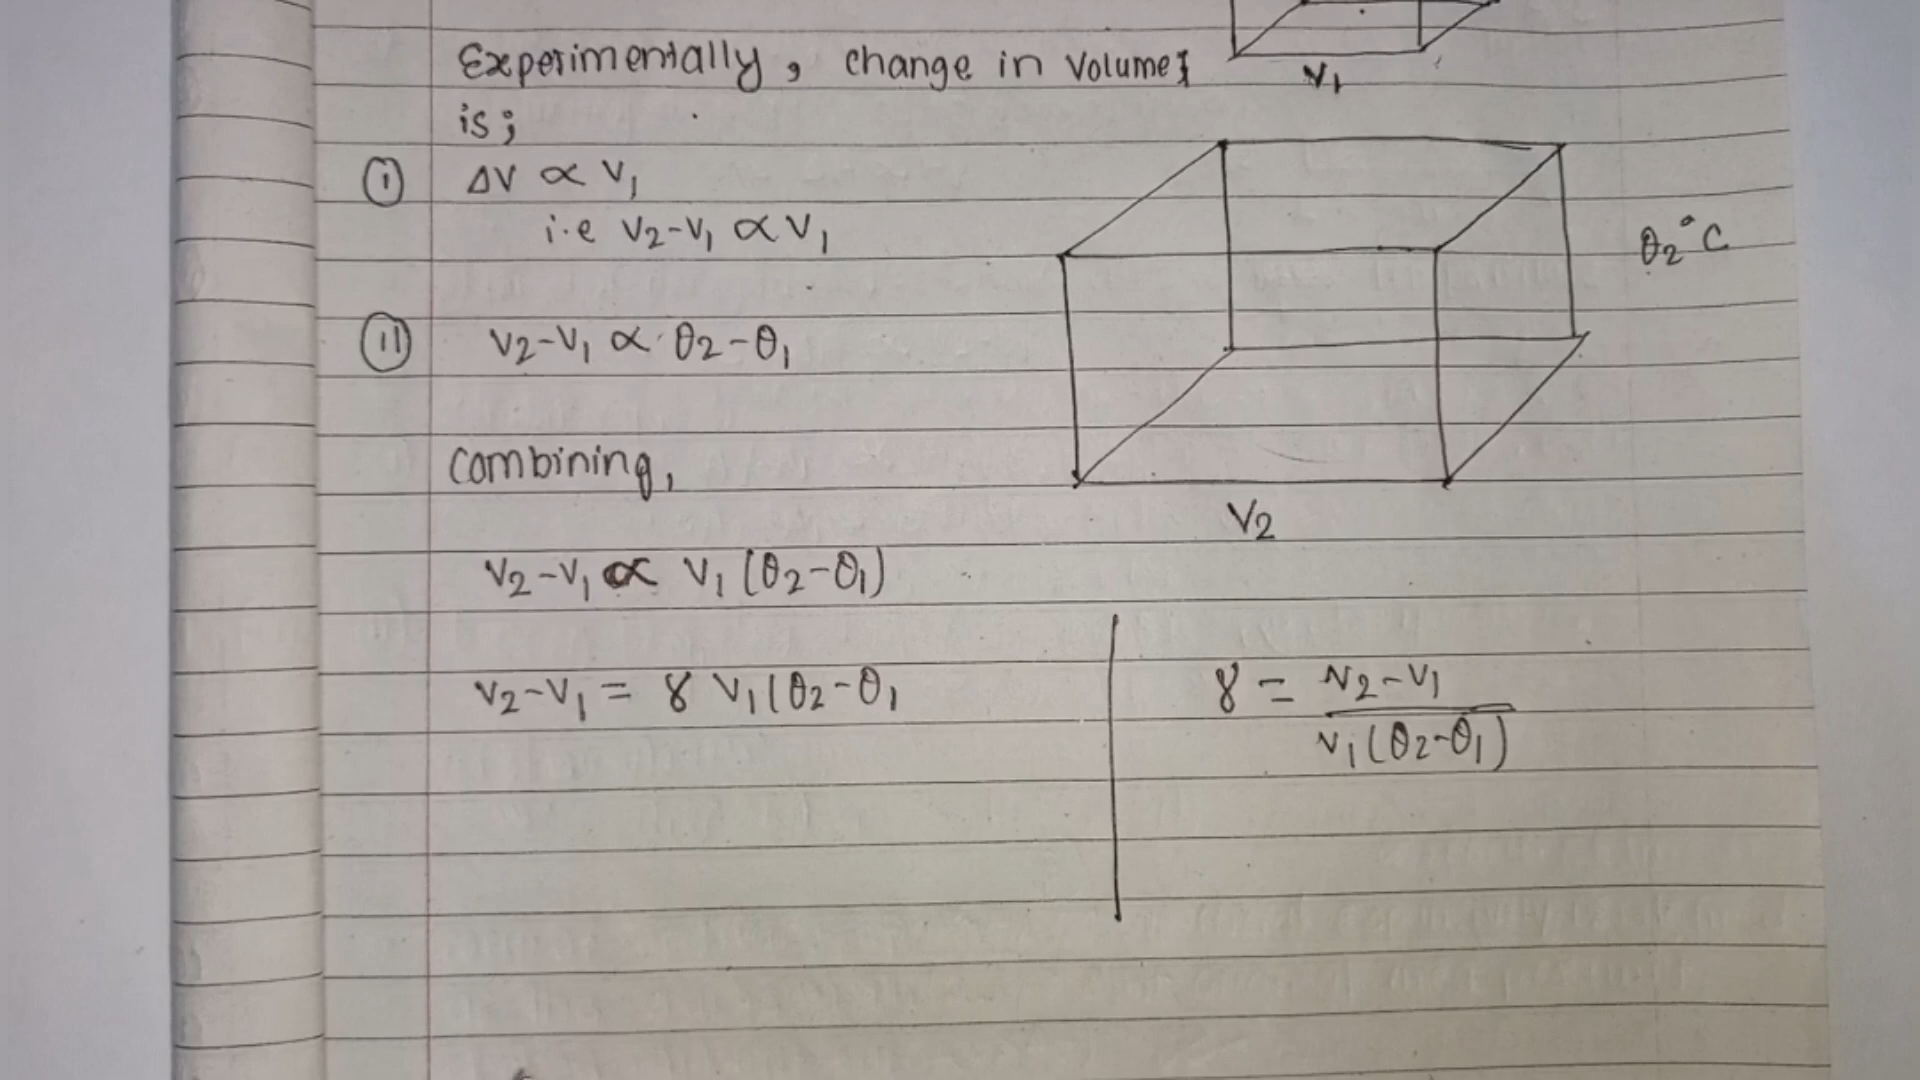 Experimentally, change in volume
V1
is;
(i) ΔV ∝ V1
i.e V2-V1 ∝ V1
θ2°C
(ii) V2-V1 ∝ θ2-θ1
combining,
V2
V2-V1 ∝ V1 (θ2-θ1)
V2-V1 = γ V1(θ2-θ1
γ = V2-V1
V1(θ2-θ1)